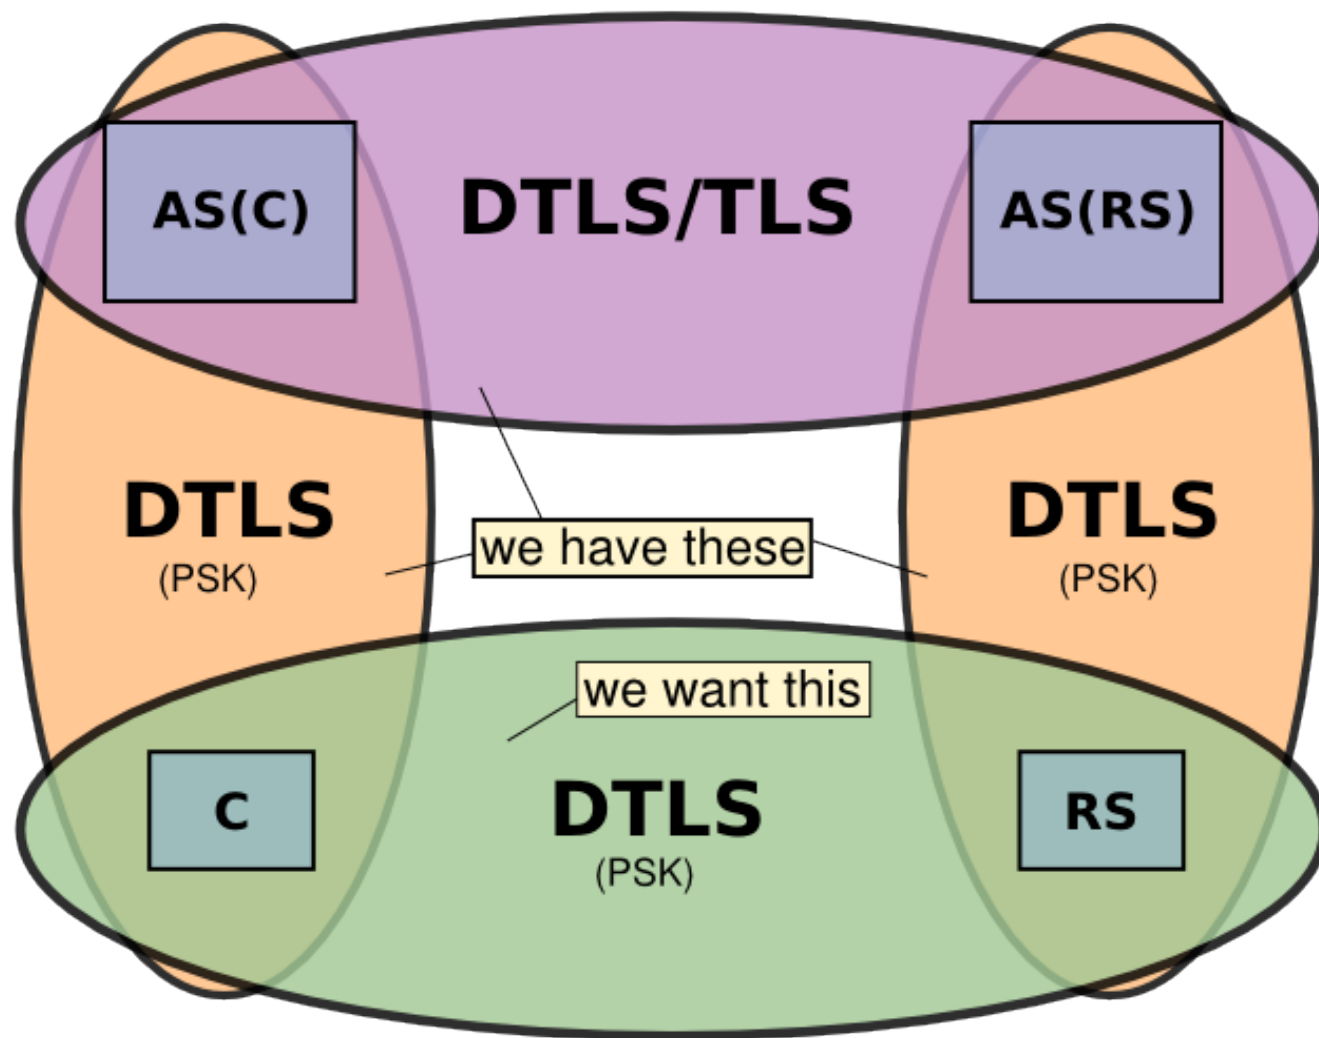 AS(C)
DTLS/TLS
AS(RS)
DTLS
(PSK)
we have these
DTLS
(PSK)
we want this
C
DTLS
(PSK)
RS